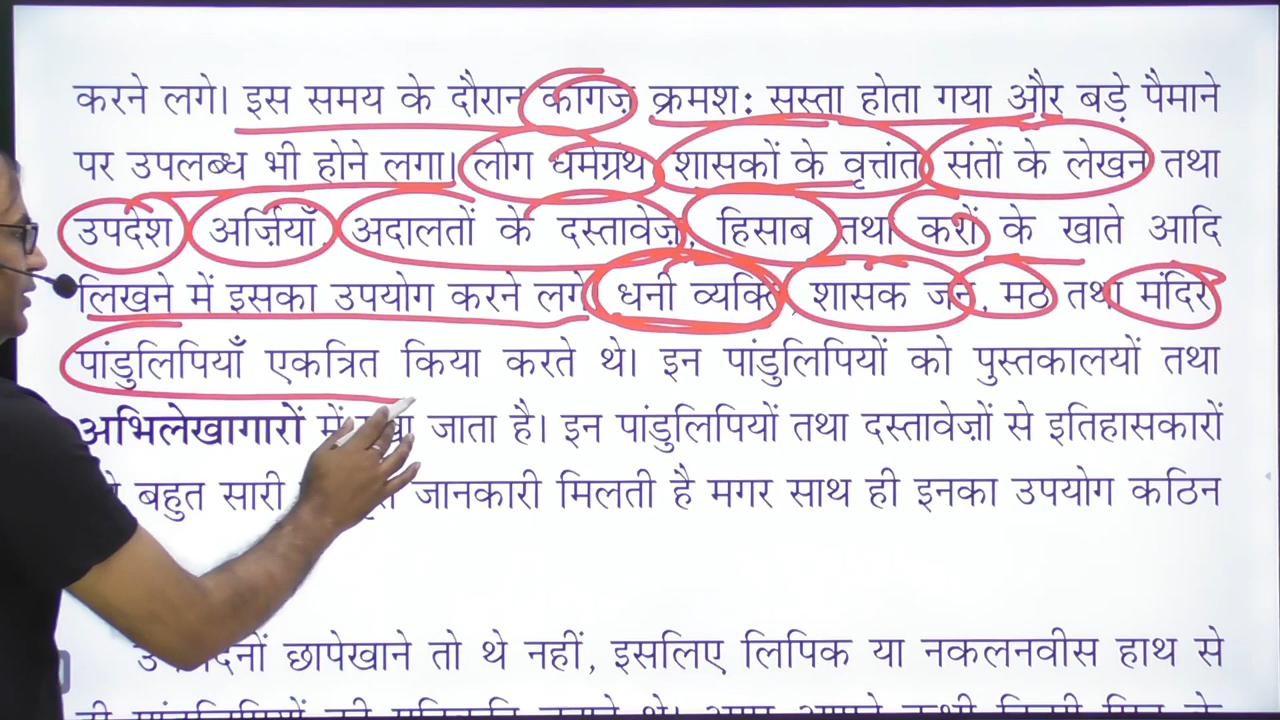 करने लगे। इस समय के दौरान कागज़ क्रमशः सस्ता होता गया और बड़े पैमाने
पर उपलब्ध भी होने लगा। लोग धर्मग्रंथ शासकों के वृत्तांत संतों के लेखन तथा
उपदेश अर्ज़ियाँ, अदालतों के दस्तावेज़, हिसाब तथा करों के खाते आदि
लिखने में इसका उपयोग करने लगे धनी व्यक्ति शासक जन, मठ तथा मंदिर
पांडुलिपियाँ एकत्रित किया करते थे। इन पांडुलिपियों को पुस्तकालयों तथा
अभिलेखागारों में जाता है। इन पांडुलिपियों तथा दस्तावेज़ों से इतिहासकारों
बहुत सारी जानकारी मिलती है मगर साथ ही इनका उपयोग कठिन
छापेखाने तो थे नहीं, इसलिए लिपिक या नकलनवीस हाथ से